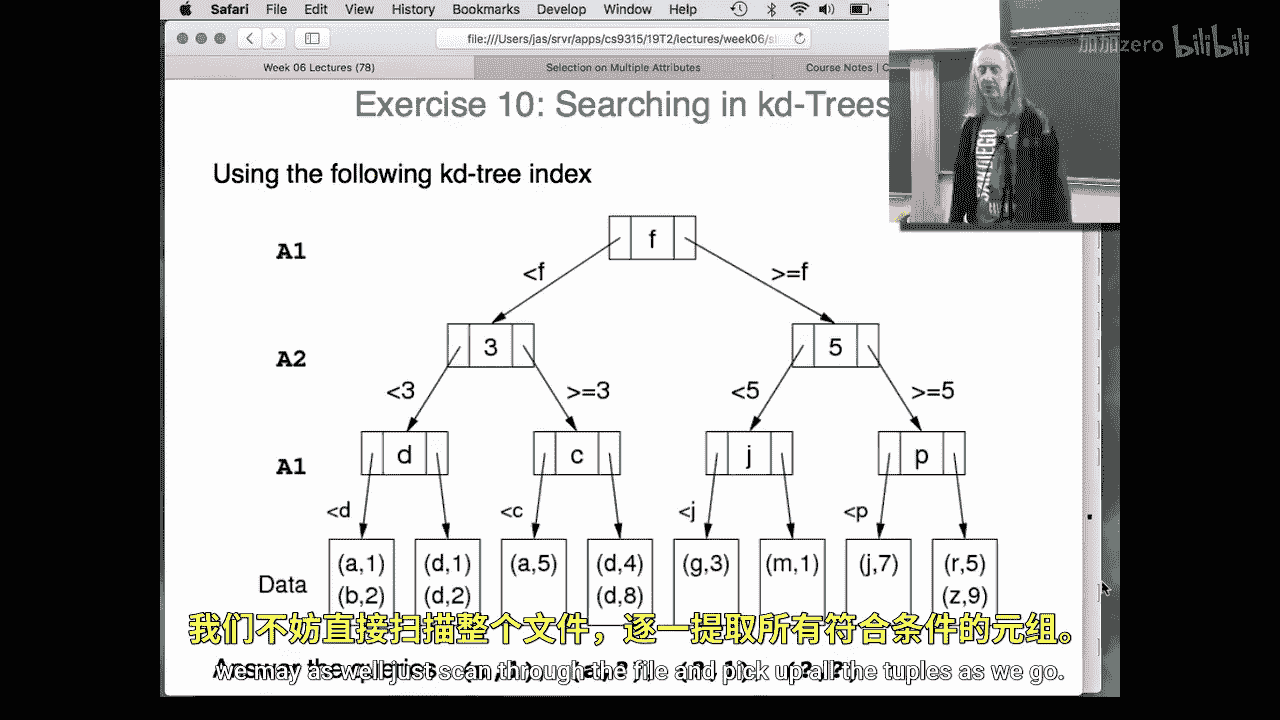 Safari File Edit View History Bookmarks Develop Window Help
加加zero bilibili
file:///Users/jas/srvr/apps/cs9315/19T2/lectures/week06/sl
Week 06 Lectures (78) Selection on Multiple Attributes Course Notes | C
Exercise 10: Searching in kd-Trees
SAN DIEGO
Using the following kd-tree index
A1 f
<f >=f
A2 3 5
<3 >=3 <5 >=5
A1 d c j p
<d <c <j <p
Data (a,1) (d,1) (a,5) (d,4) (g,3) (m,1) (j,7) (r,5)
(b,2) (d,2) (d,8) (z,9)
我们不妨直接扫描整个文件，逐一提取所有符合条件的元组。
we may as well just scan through the file and pick up all the tuples as we go.